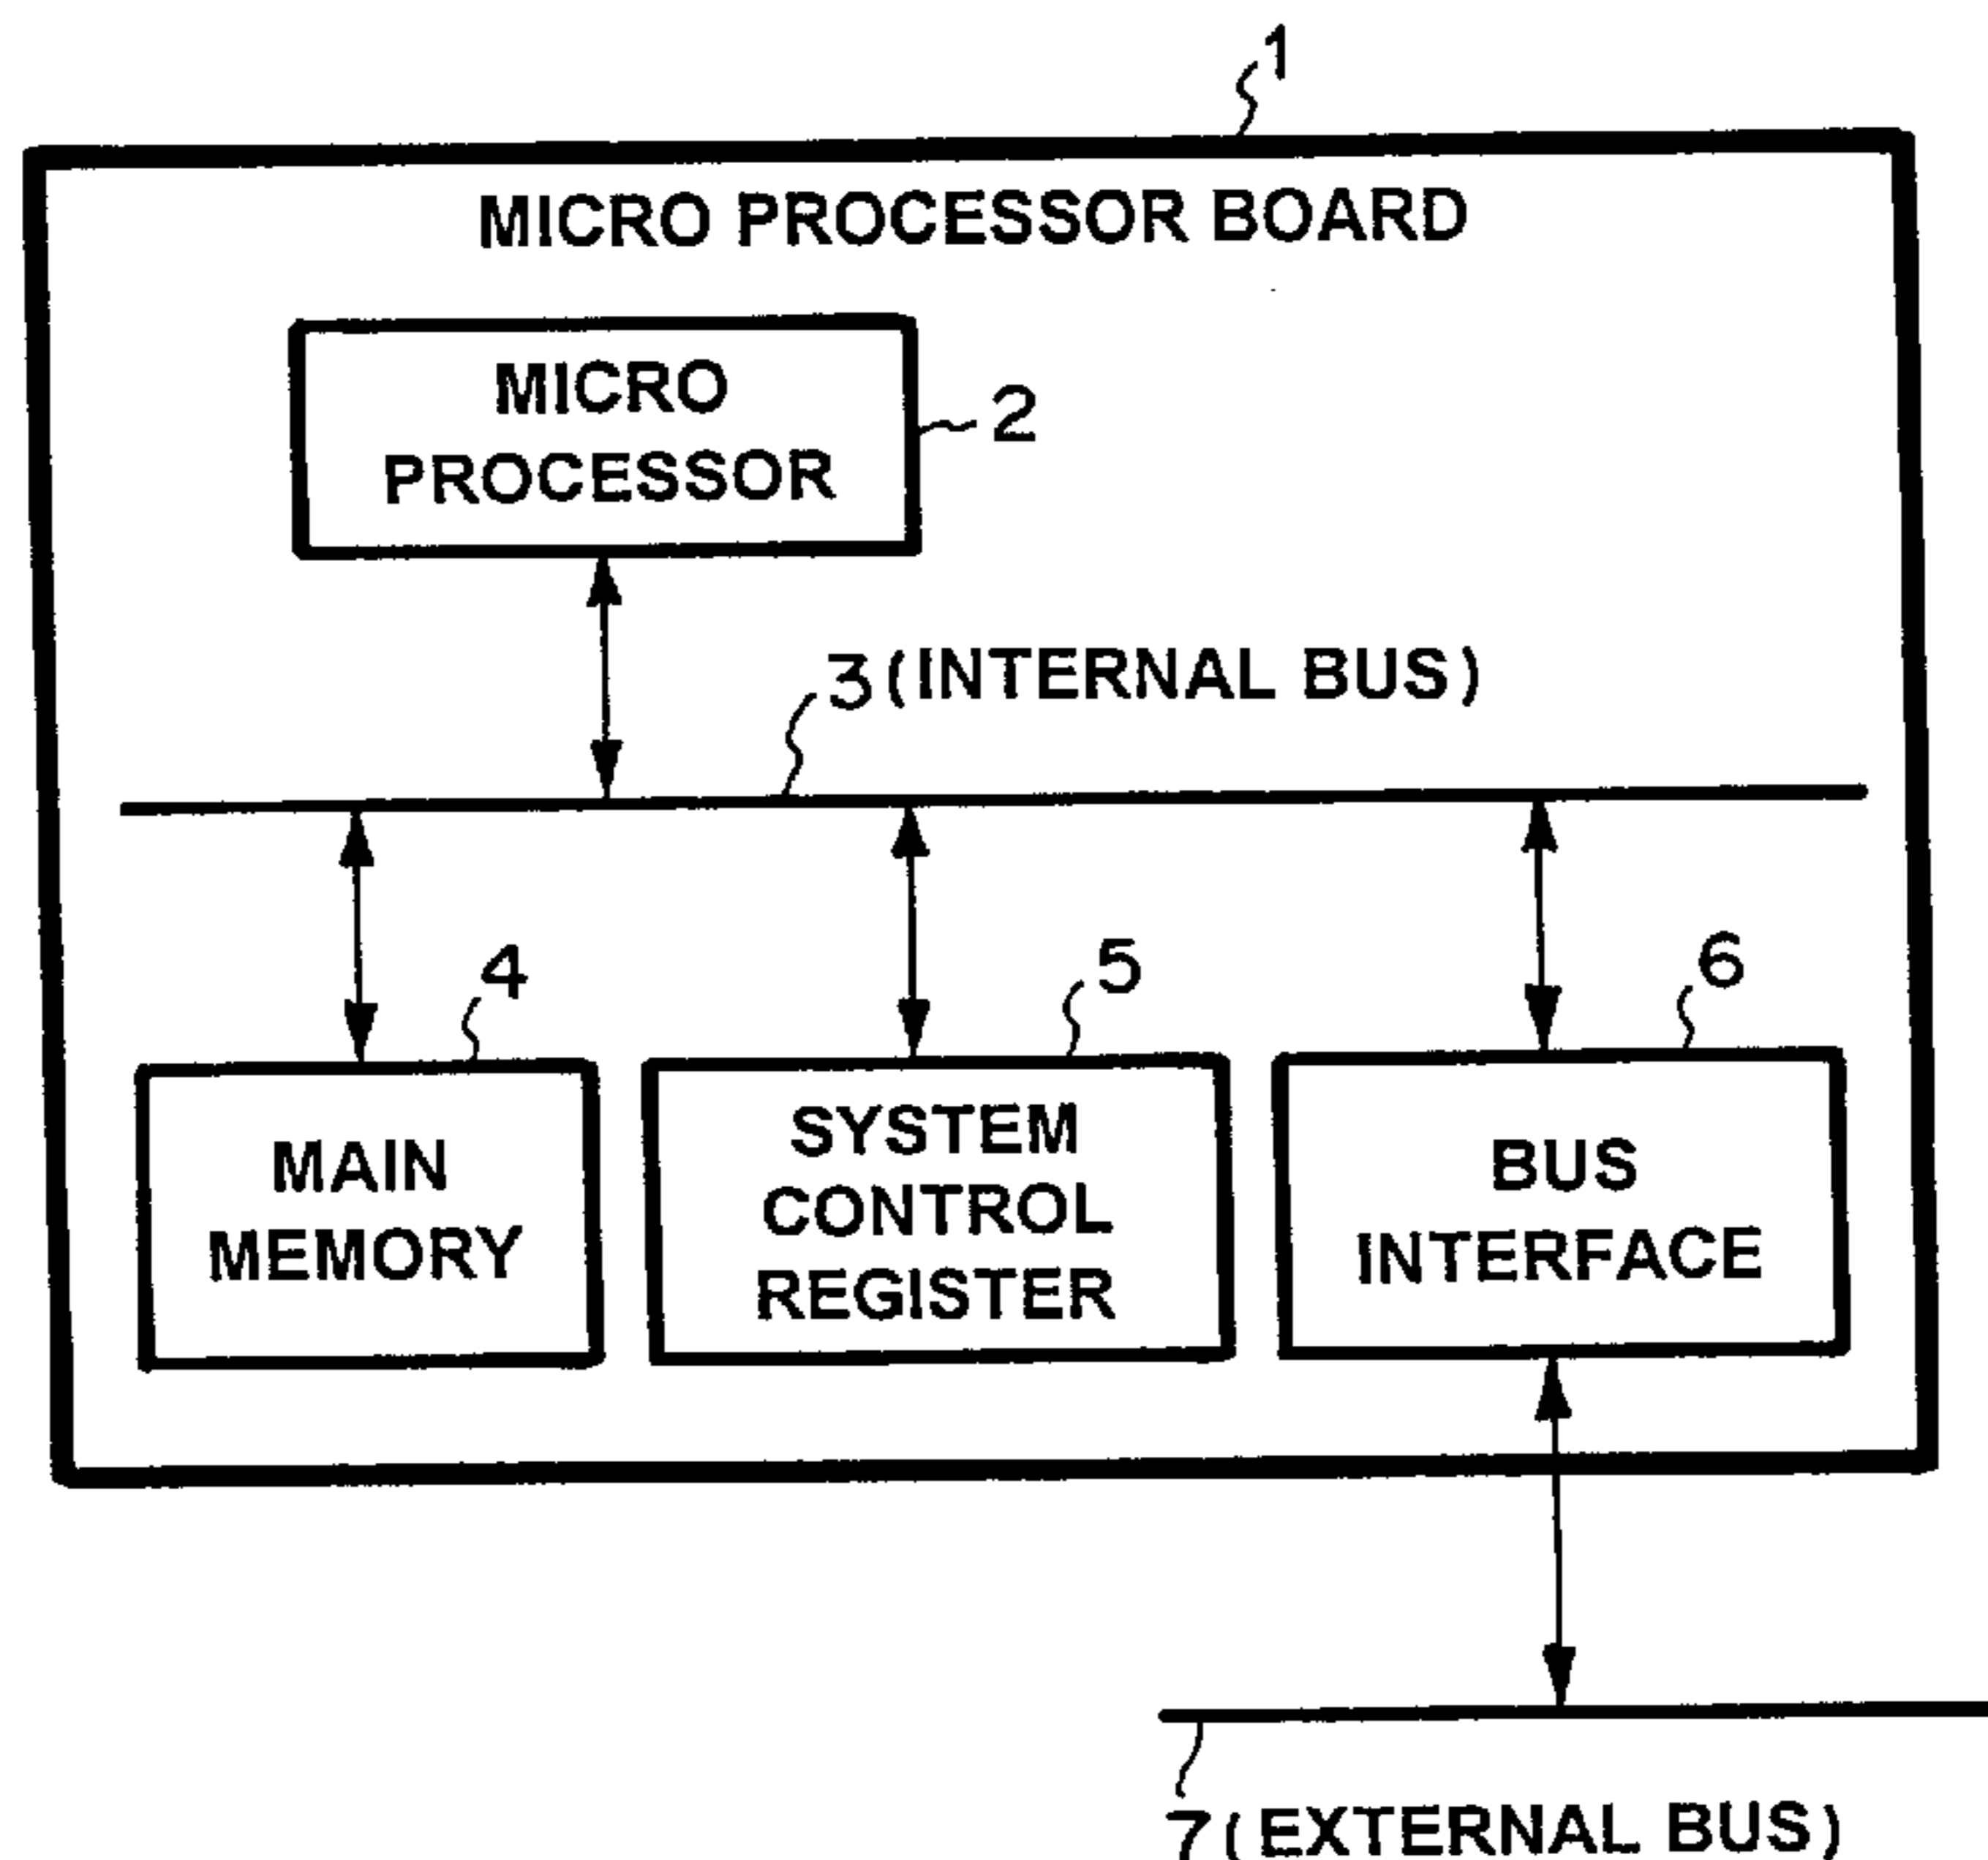 1
MICRO PROCESSOR BOARD
MICRO
PROCESSOR
2
3(INTERNAL BUS)
4
5
6
MAIN
MEMORY
SYSTEM
CONTROL
REGISTER
BUS
INTERFACE
7(EXTERNAL BUS)